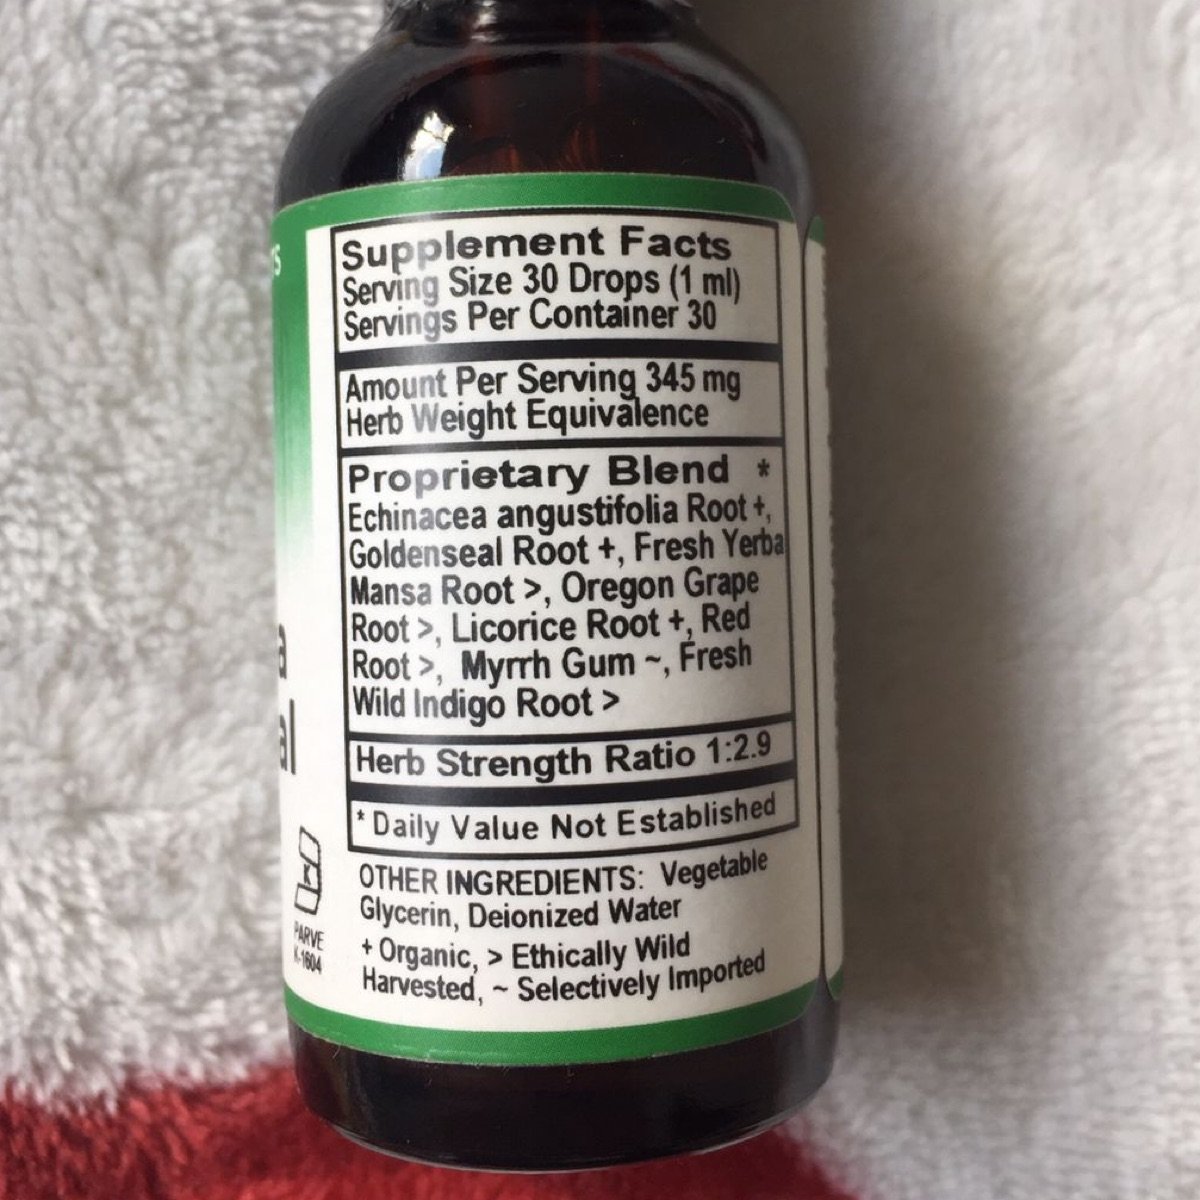 Supplement Facts
Serving Size 30 Drops (1 ml)
Servings Per Container 30
Amount Per Serving 345 mg
Herb Weight Equivalence
Proprietary Blend *
Echinacea angustifolia Root +,
Goldenseal Root +, Fresh Yerba
Mansa Root >, Oregon Grape
Root >, Licorice Root +, Red
Root >, Myrrh Gum ~, Fresh
Wild Indigo Root >
Herb Strength Ratio 1:2.9
* Daily Value Not Established
OTHER INGREDIENTS: Vegetable
Glycerin, Deionized Water
+ Organic, > Ethically Wild
Harvested, ~ Selectively Imported
K
PARVE
K-1604
a
al